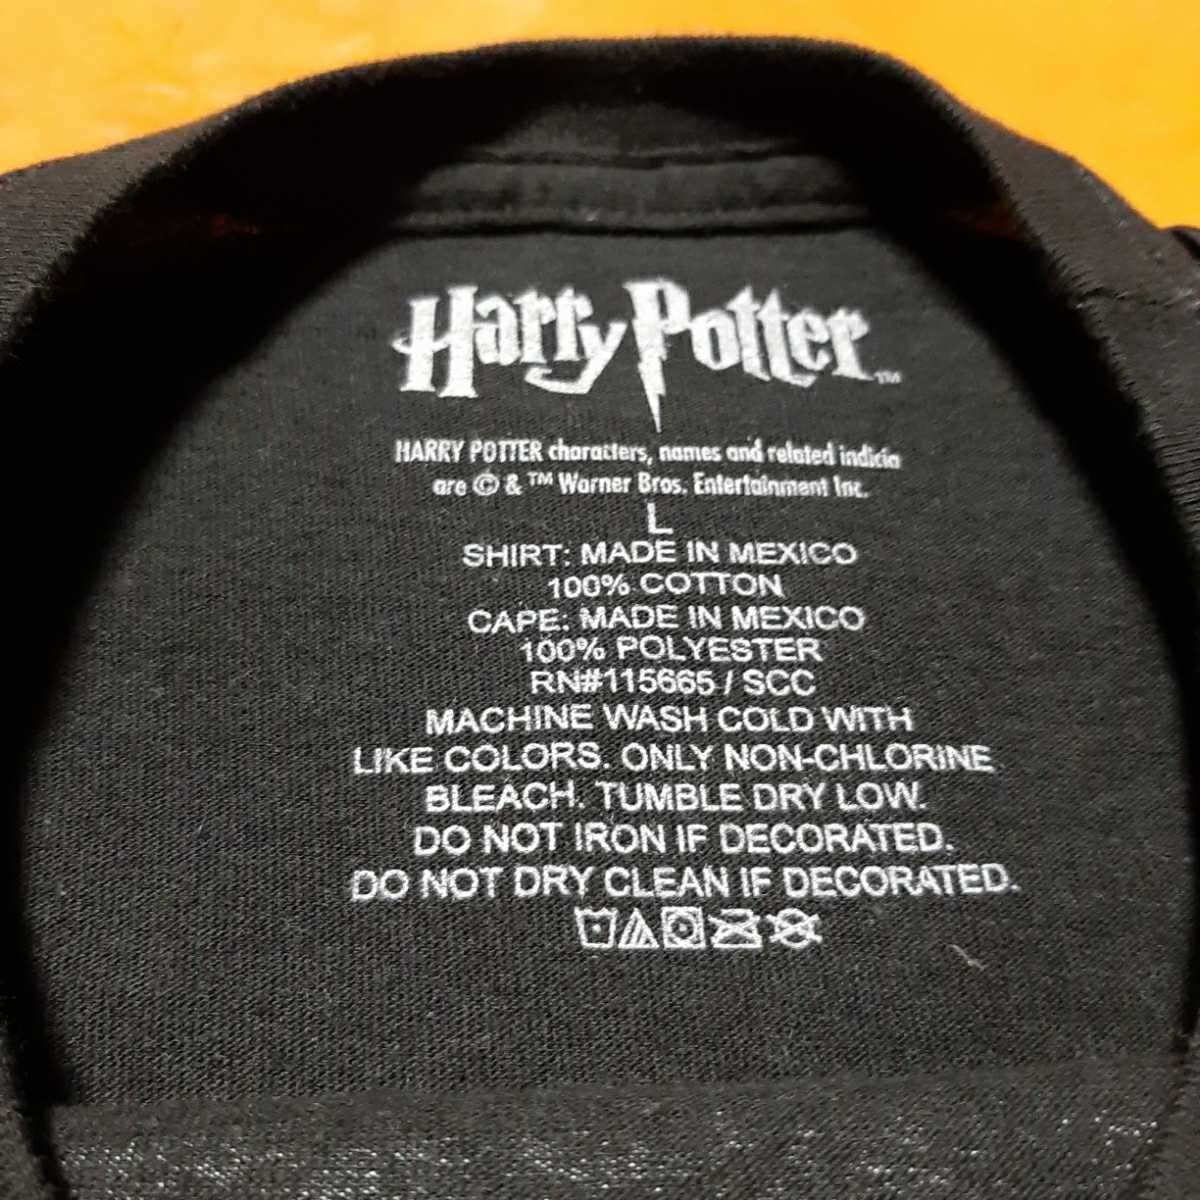 Harry Potter™
HARRY POTTER characters, names and related indicia
are © & ™ Warner Bros. Entertainment Inc.
L
SHIRT: MADE IN MEXICO
100% COTTON
CAPE: MADE IN MEXICO
100% POLYESTER
RN#115665 / SCC
MACHINE WASH COLD WITH
LIKE COLORS. ONLY NON-CHLORINE
BLEACH. TUMBLE DRY LOW.
DO NOT IRON IF DECORATED.
DO NOT DRY CLEAN IF DECORATED.